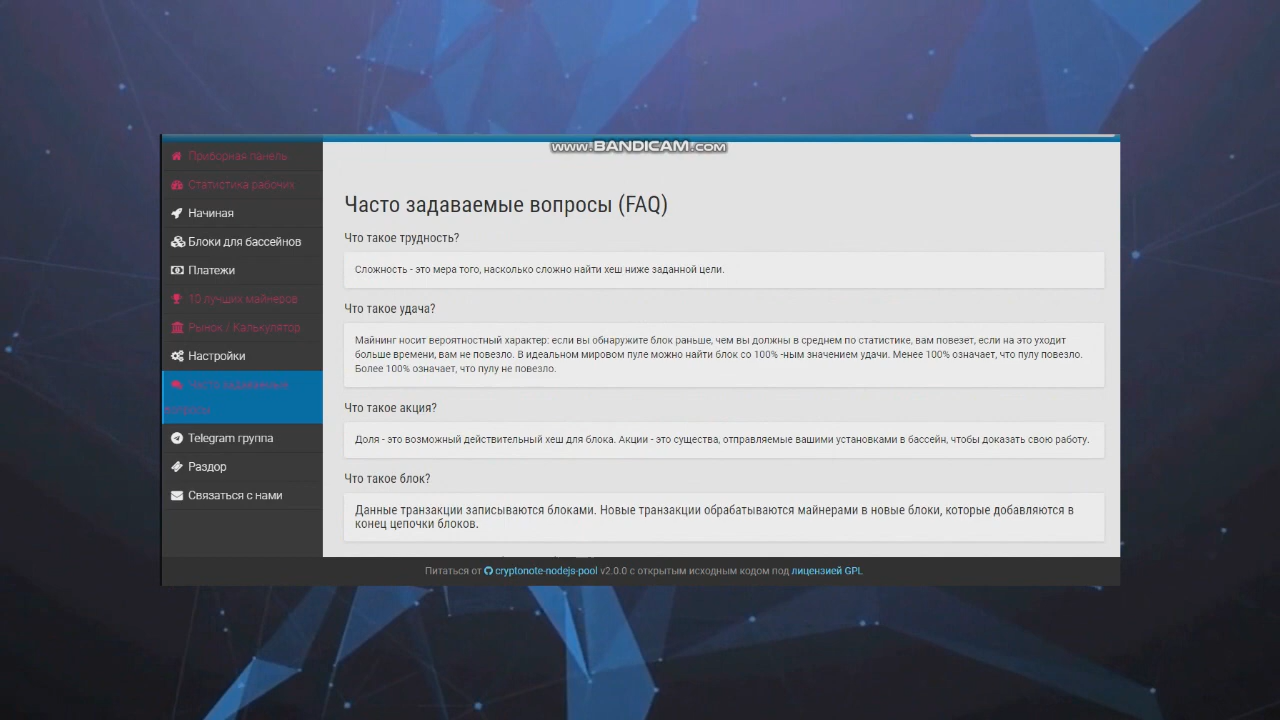 www.BANDICAM.com
Приборная панель
Статистика рабочих
Начиная
Блоки для бассейнов
Платежи
10 лучших майнеров
Рынок / Калькулятор
Настройки
Часто задаваемые
вопросы
Telegram группа
Раздор
Связаться с нами
Часто задаваемые вопросы (FAQ)
Что такое трудность?
Сложность - это мера того, насколько сложно найти хеш ниже заданной цели.
Что такое удача?
Майнинг носит вероятностный характер: если вы обнаружите блок раньше, чем вы должны в среднем по статистике, вам повезет, если на это уходит
больше времени, вам не повезло. В идеальном мировом пуле можно найти блок со 100% -ным значением удачи. Менее 100% означает, что пулу повезло.
Более 100% означает, что пулу не повезло.
Что такое акция?
Доля - это возможный действительный хеш для блока. Акции - это существа, отправляемые вашими установками в бассейн, чтобы доказать свою работу.
Что такое блок?
Данные транзакции записываются блоками. Новые транзакции обрабатываются майнерами в новые блоки, которые добавляются в
конец цепочки блоков.
Питаться от cryptonote-nodejs-pool v2.0.0 с открытым исходным кодом под лицензией GPL